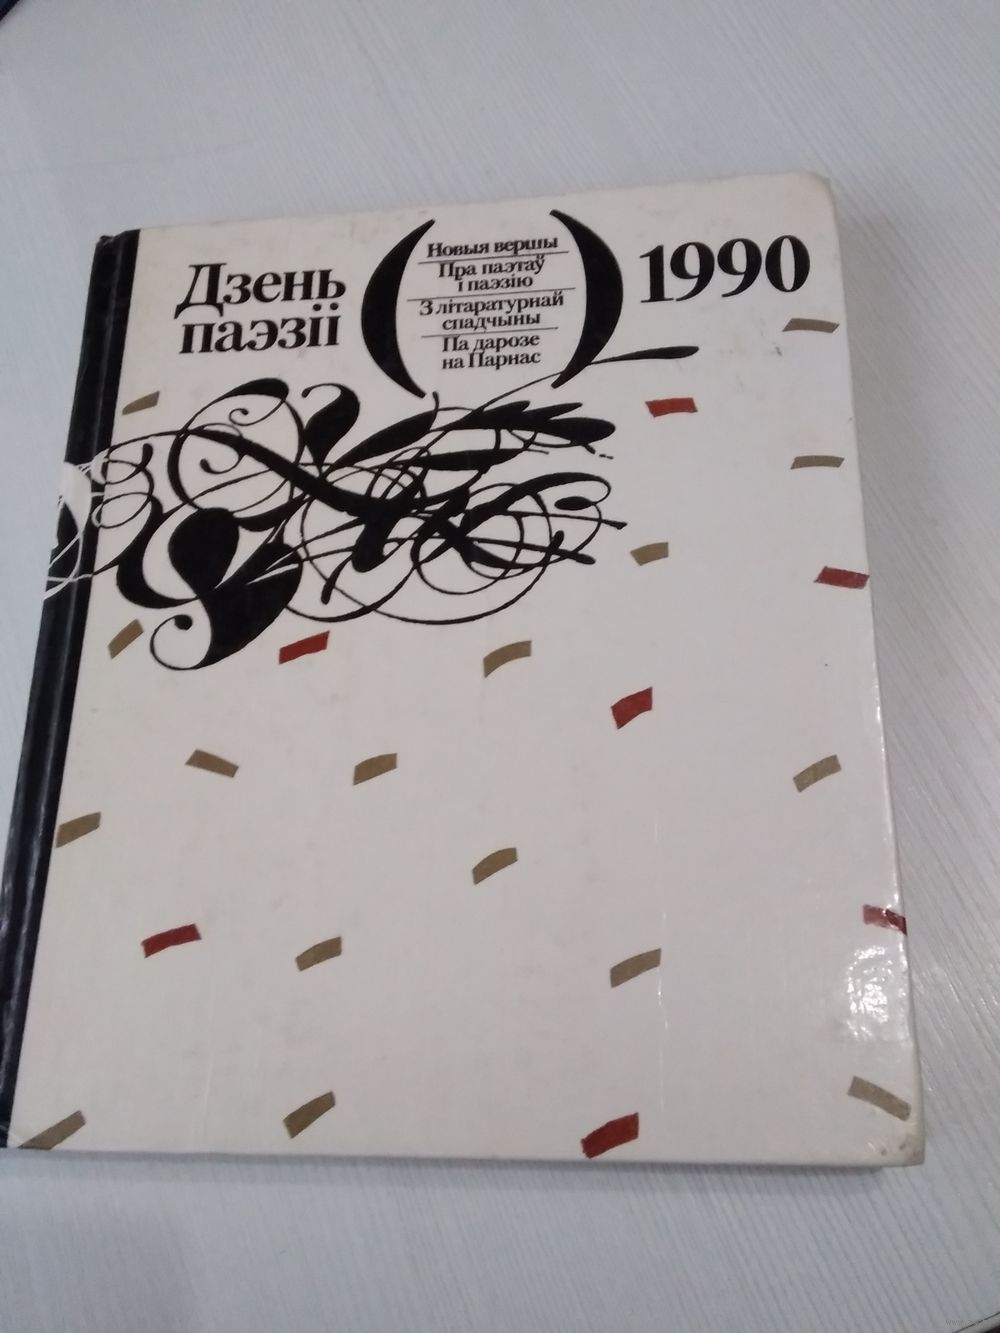 Дзень
паэзіі
Новыя вершы
Пра паэтаў
і паэзію
З літаратурнай
спадчыны
Па дарозе
на Парнас
1990